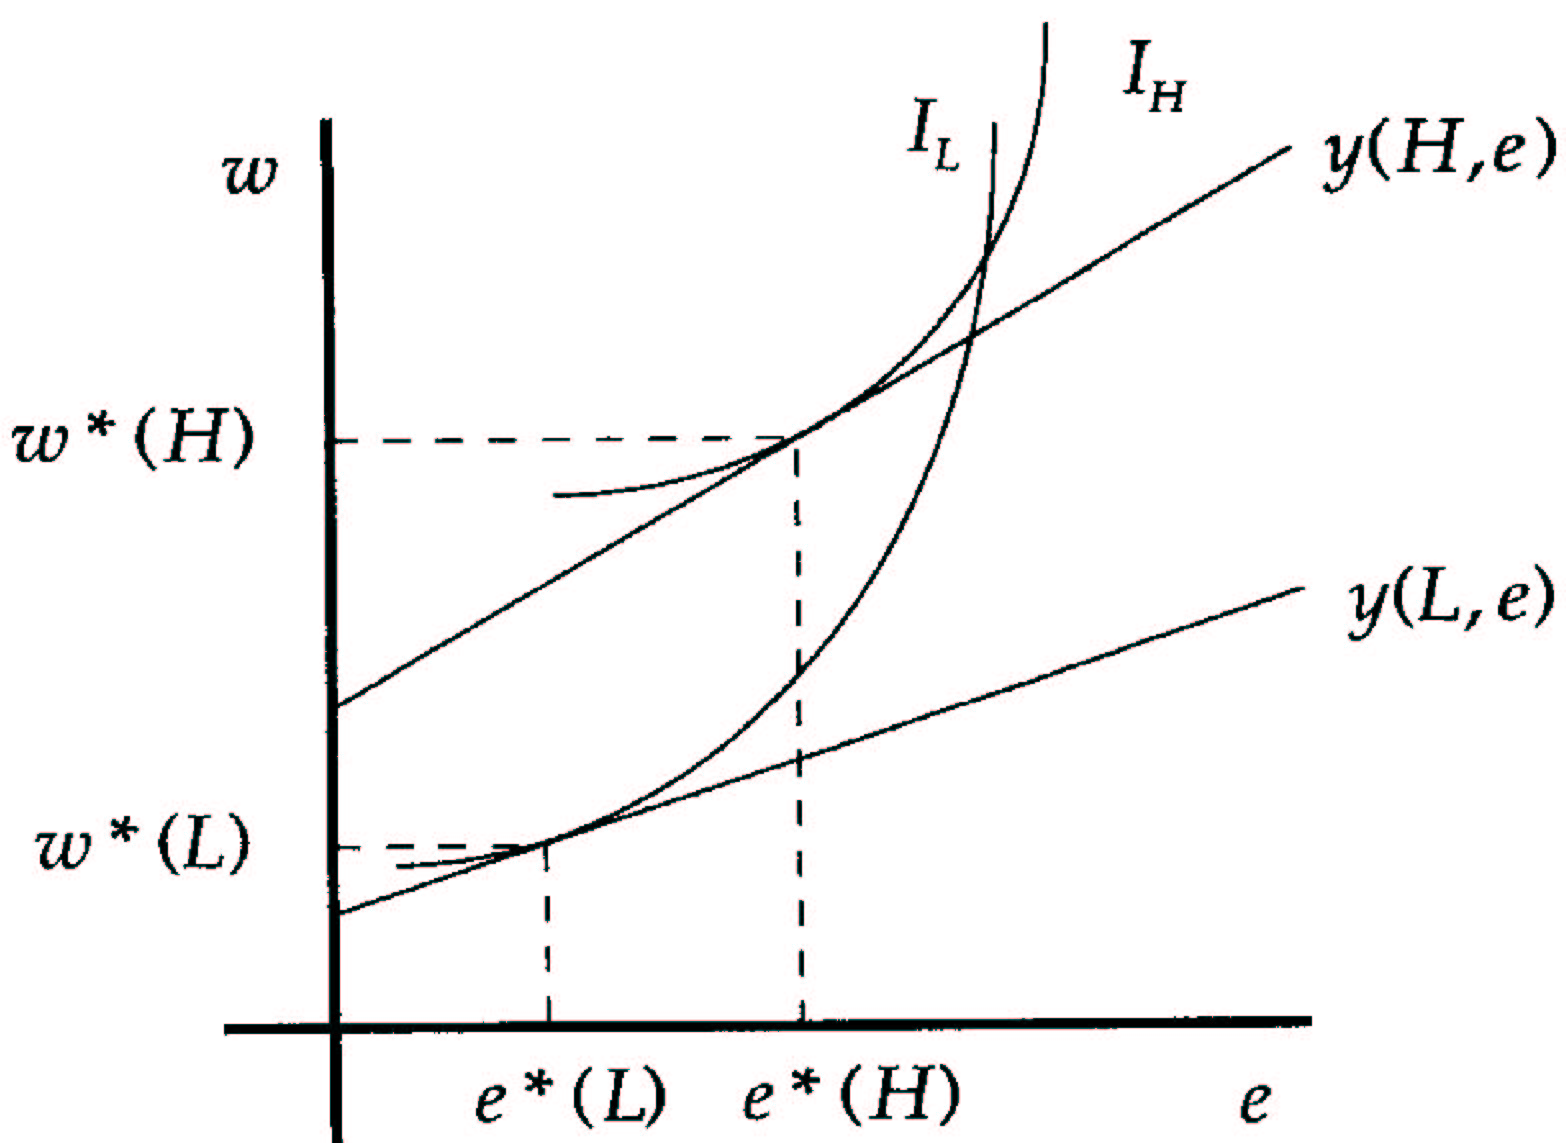 I_H
I_L
w
y(H,e)
w*(H)
y(L,e)
w*(L)
e*(L)
e*(H)
e